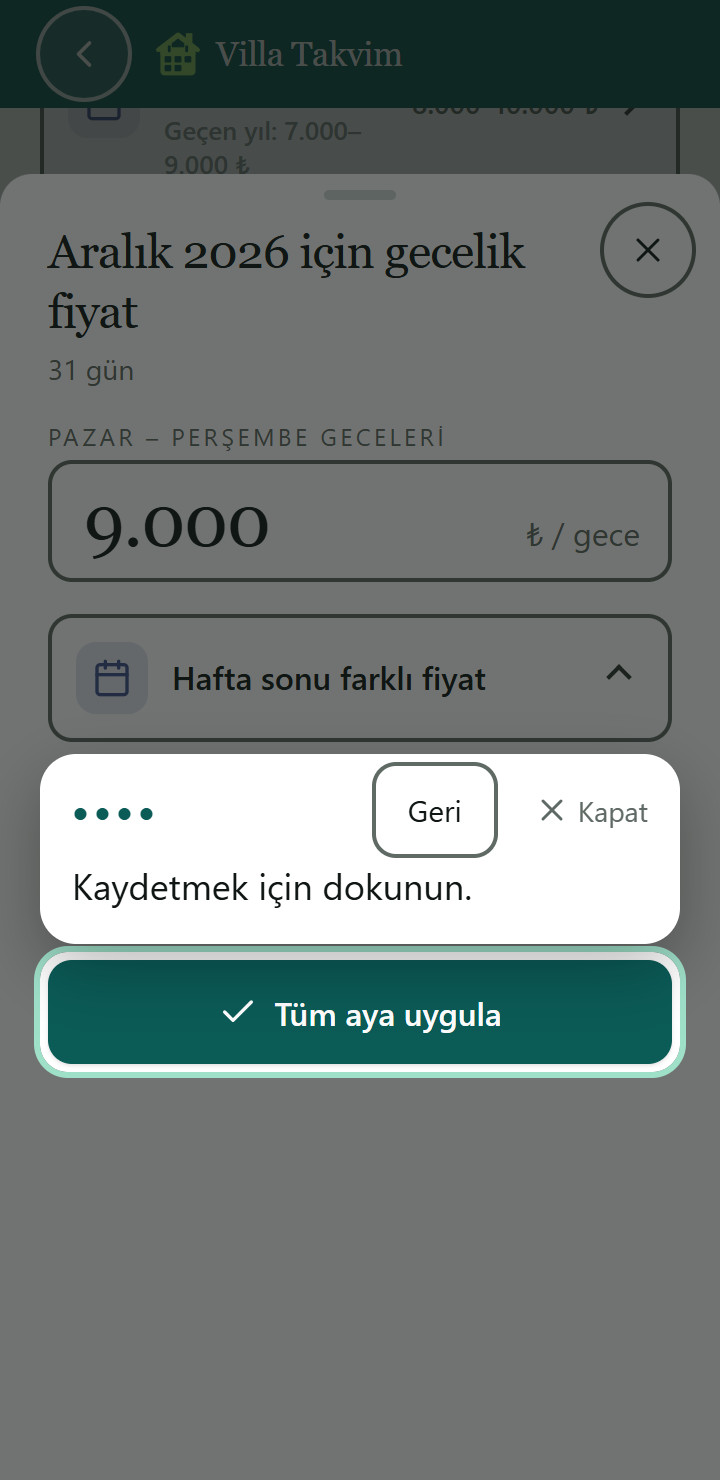 Villa Takvim
Geçen yıl: 7.000–
9.000 ₺
Aralık 2026 için gecelik
fiyat
31 gün
PAZAR – PERŞEMBE GECELERİ
9.000
₺ / gece
Hafta sonu farklı fiyat
Geri
Kapat
Kaydetmek için dokunun.
Tüm aya uygula